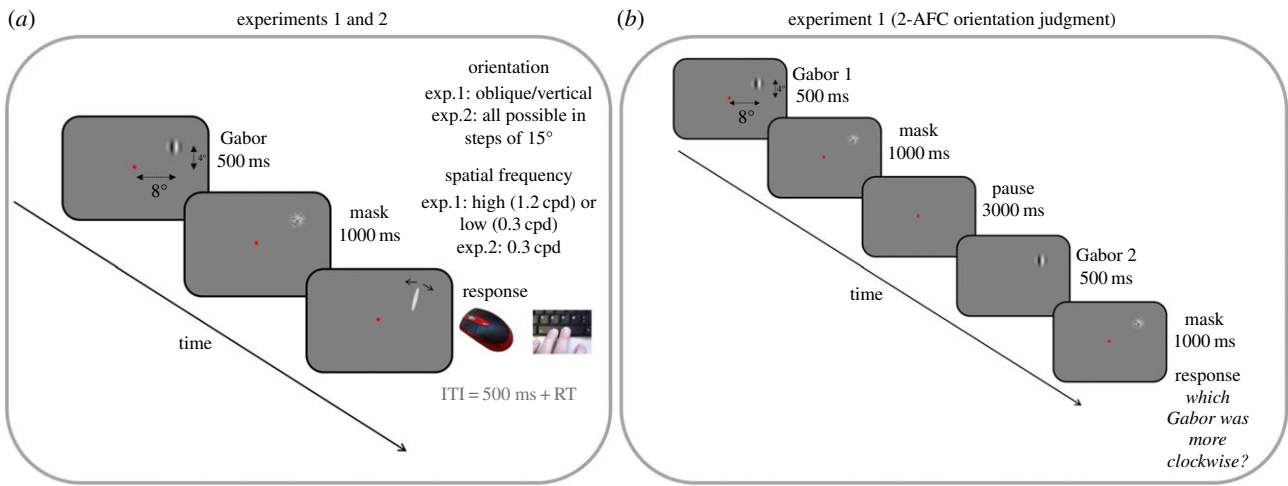 (a)
experiments 1 and 2
orientation
exp.1: oblique/vertical
exp.2: all possible in
steps of 15°
spatial frequency
exp.1: high (1.2 cpd) or
low (0.3 cpd)
exp.2: 0.3 cpd
Gabor
500 ms
4°
8°
mask
1000 ms
response
time
ITI = 500 ms + RT
(b)
experiment 1 (2-AFC orientation judgment)
Gabor 1
500 ms
4°
8°
mask
1000 ms
pause
3000 ms
Gabor 2
500 ms
time
mask
1000 ms
response
which
Gabor was
more
clockwise?